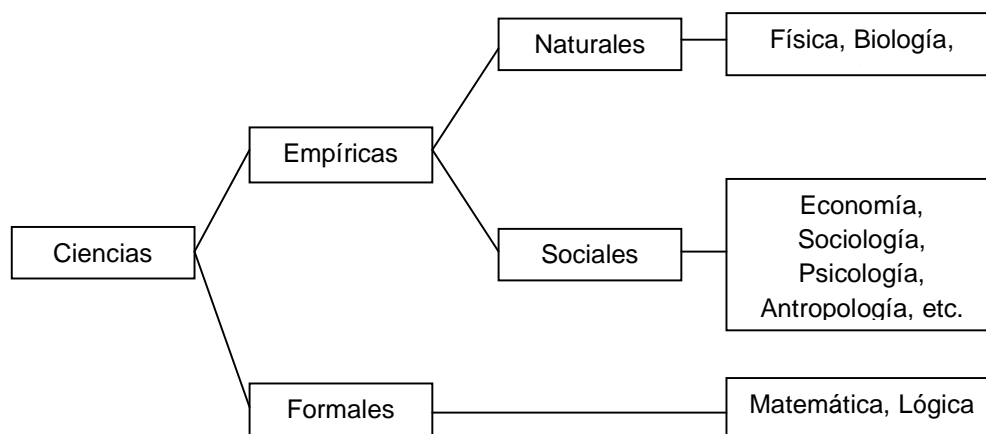 Naturales
Física, Biología,
Empíricas
Economía,
Sociología,
Psicología,
Antropología, etc.
Sociales
Ciencias
Formales
Matemática, Lógica